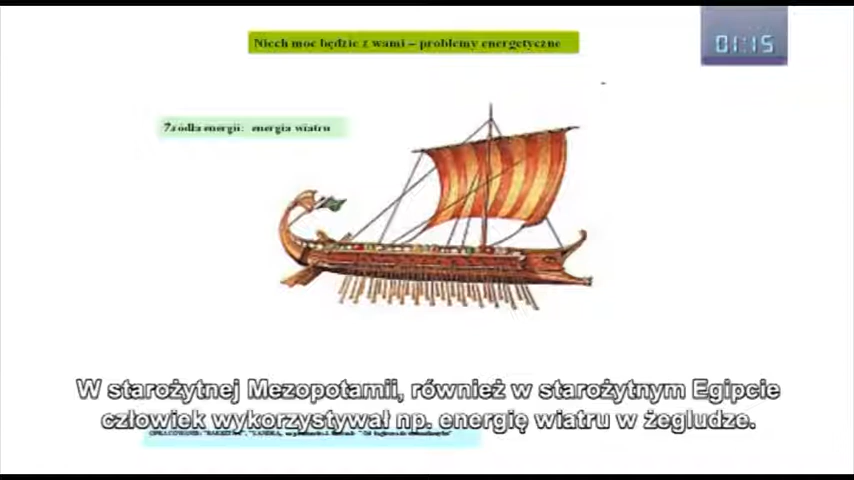 Niech moc będzie z wami – problemy energetyczne
01:15
Źródła energii: energia wiatru
W starożytnej Mezopotamii, również w starożytnym Egipcie
człowiek wykorzystywał np. energię wiatru w żegludze.